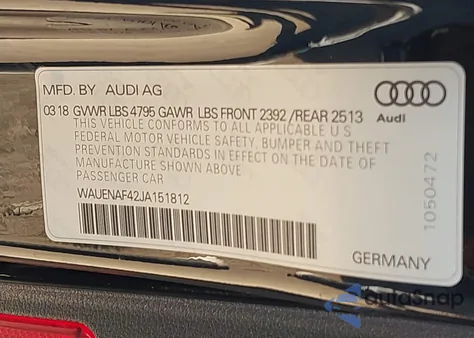 MFD. BY AUDI AG
03 18 GVWR LBS 4795 GAWR LBS FRONT 2392 /REAR 2513
THIS VEHICLE CONFORMS TO ALL APPLICABLE U S
FEDERAL MOTOR VEHICLE SAFETY, BUMPER AND THEFT
PREVENTION STANDARDS IN EFFECT ON THE DATE OF
MANUFACTURE SHOWN ABOVE
PASSENGER CAR
WAUENAF42JA151812
Audi
1050472
GERMANY
AutoSnap